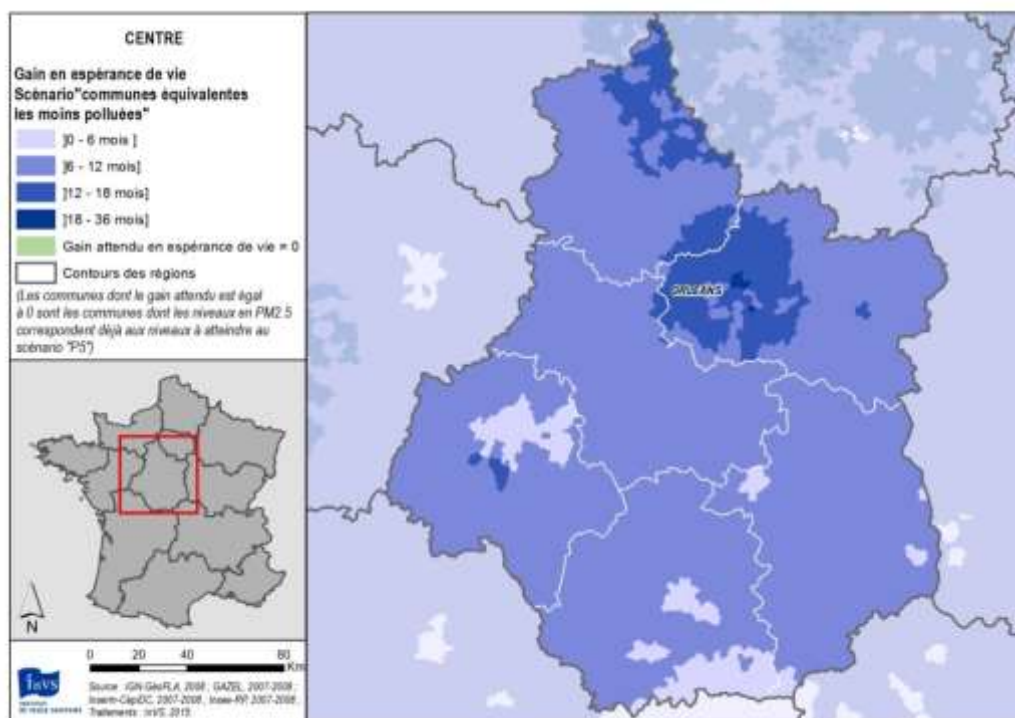 CENTRE
Gain en espérance de vie
Scénario"communes équivalentes
les moins polluées"
]0 - 6 mois ]
]6 - 12 mois]
]12 - 18 mois]
]18 - 36 mois]
Gain attendu en espérance de vie = 0
Contours des régions
(Les communes dont le gain attendu est égal
à 0 sont les communes dont les niveaux en PM2.5
correspondent déjà aux niveaux à atteindre au
scénario "P5")
ORLEANS
N
0 20 40 80
Km
InVS
INSTITUT
DE VEILLE SANITAIRE
Source : IGN-GéoFLA, 2008 ; GAZEL, 2007-2008 ;
Inserm-CépiDC, 2007-2008 ; Insee-RP, 2007-2008 ;
Traitements : InVS, 2015.